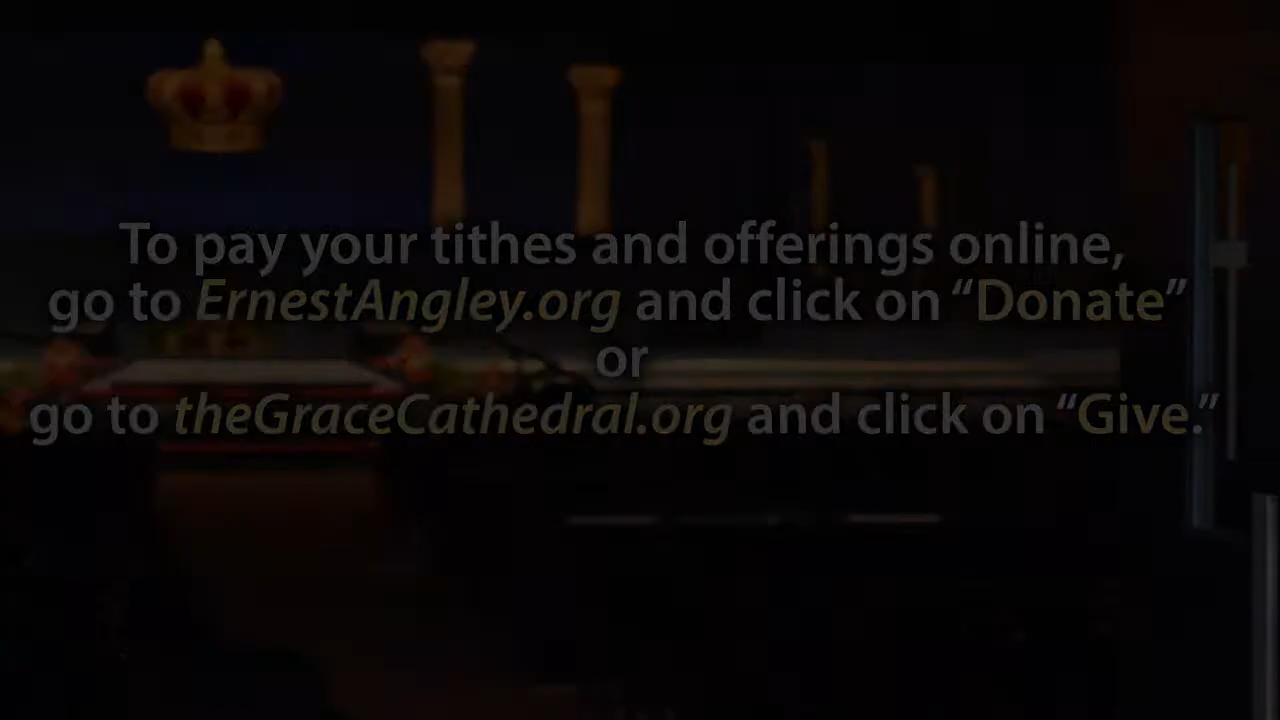 To pay your tithes and offerings online,
go to ErnestAngley.org and click on “Donate”
or
go to theGraceCathedral.org and click on “Give.”